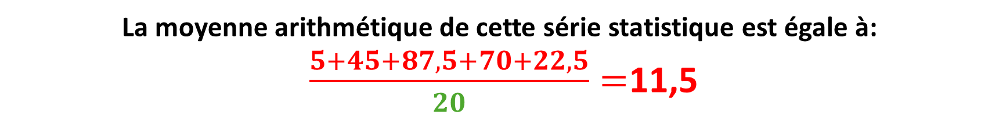 La moyenne arithmétique de cette série statistique est égale à:
5+45+87,5+70+22,5
=11,5
20